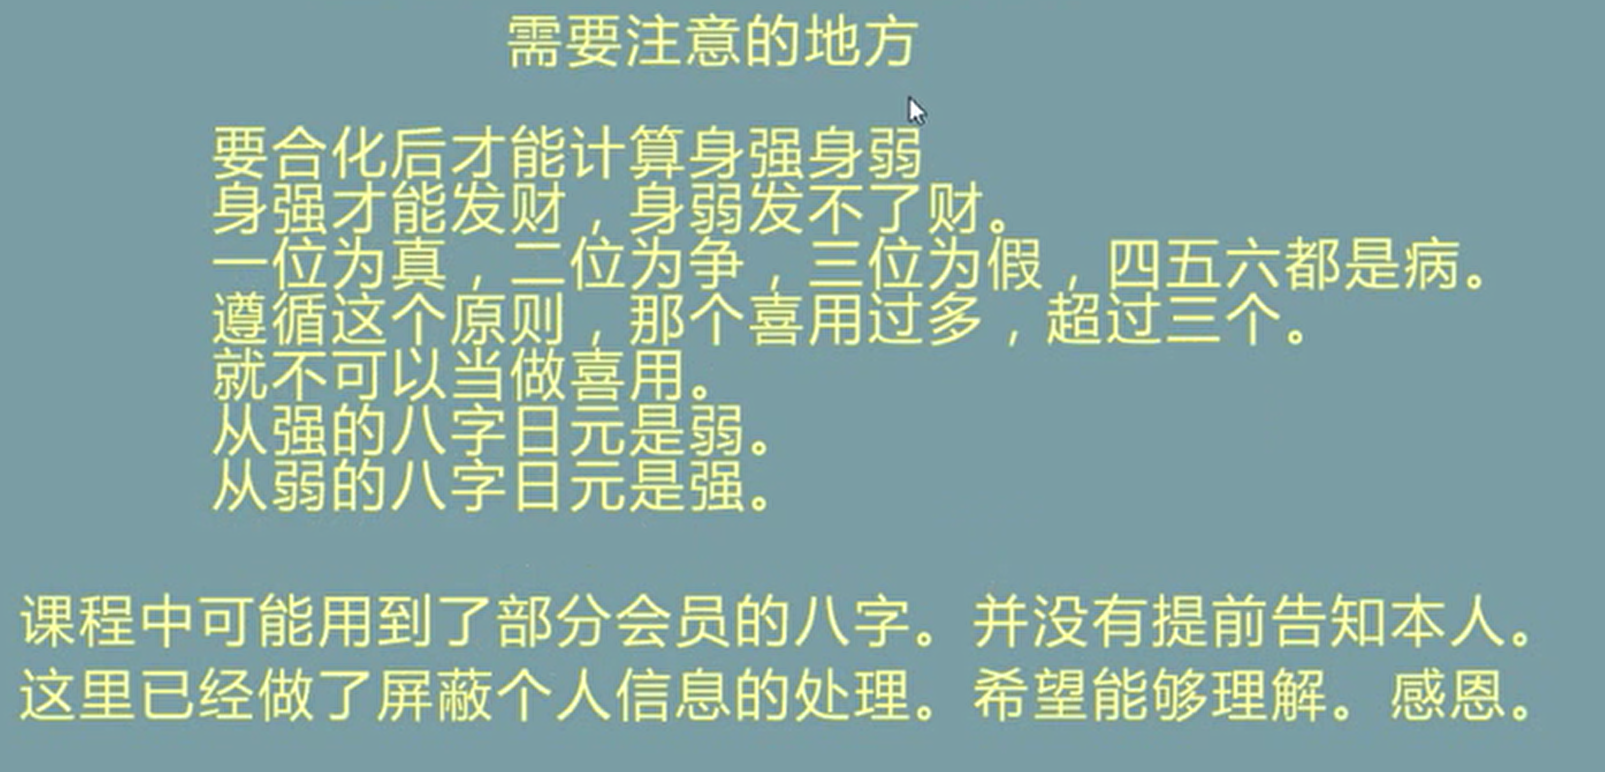 需要注意的地方
要合化后才能计算身强身弱
身强才能发财，身弱发不了财。
一位为真，二位为争，三位为假，四五六都是病。
遵循这个原则，那个喜用过多，超过三个。
就不可以当做喜用。
从强的八字日元是弱。
从弱的八字日元是强。
课程中可能用到了部分会员的八字。并没有提前告知本人。
这里已经做了屏蔽个人信息的处理。希望能够理解。感恩。